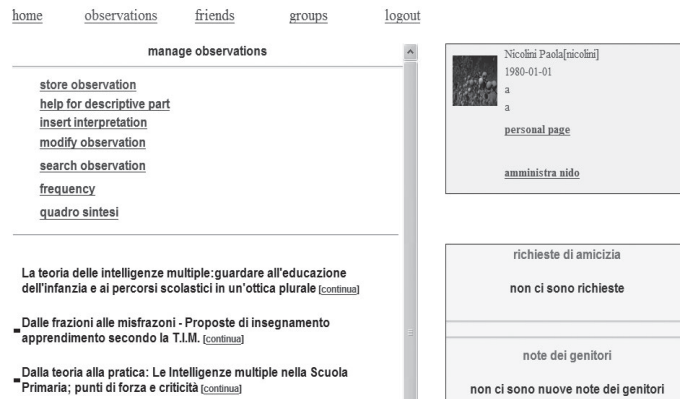 home observations friends groups logout
manage observations
store observation
help for descriptive part
insert interpretation
modify observation
search observation
frequency
quadro sintesi
La teoria delle intelligenze multiple:guardare all'educazione
dell'infanzia e ai percorsi scolastici in un'ottica plurale [continua]
Dalle frazioni alle misfrazoni - Proposte di insegnamento
apprendimento secondo la T.I.M. [continua]
Dalla teoria alla pratica: Le Intelligenze multiple nella Scuola
Primaria; punti di forza e criticità [continua]
Nicolini Paola[nicolini]
1980-01-01
a
a
personal page
amministra nido
richieste di amicizia
non ci sono richieste
note dei genitori
non ci sono nuove note dei genitori